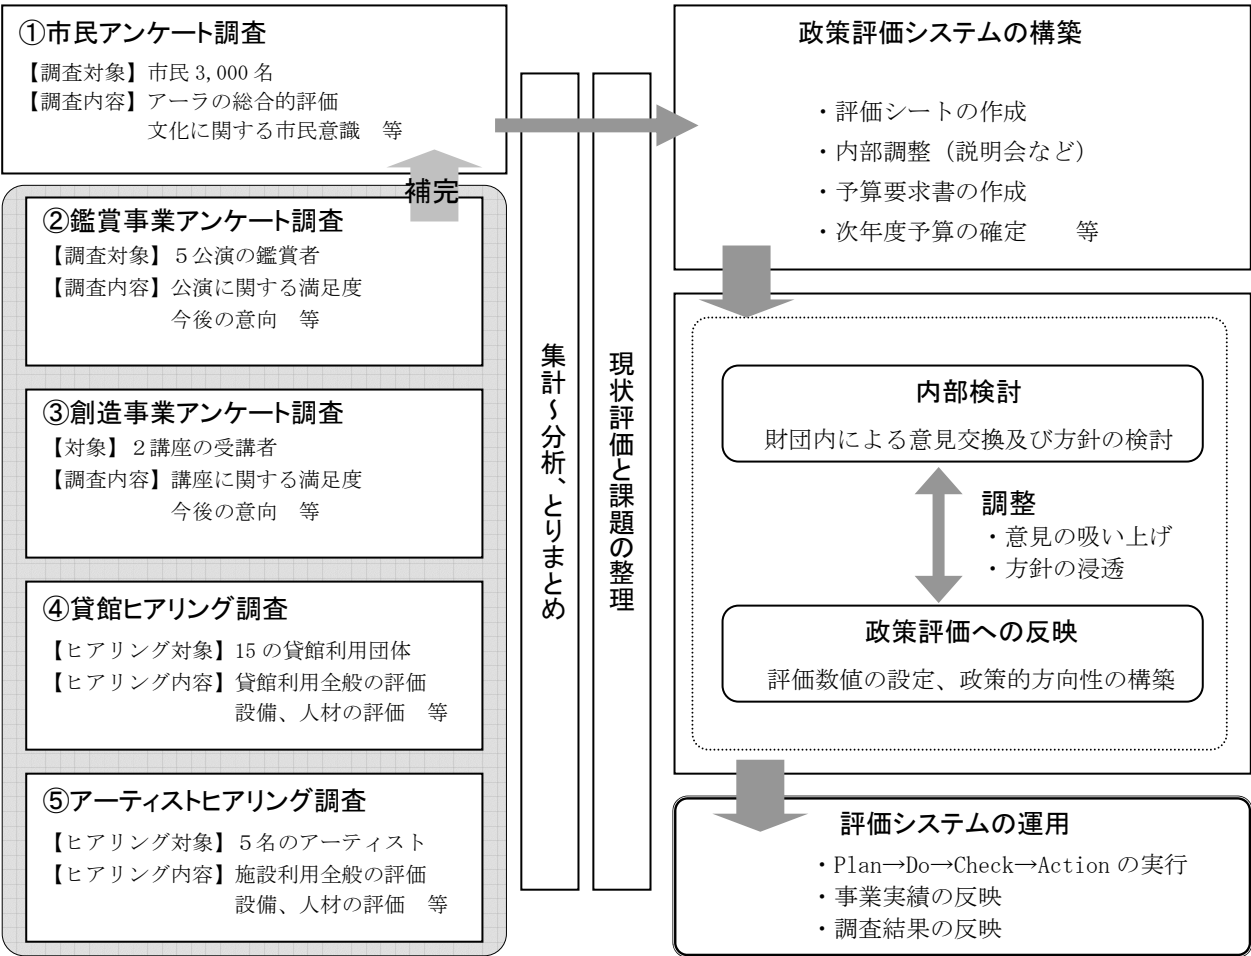 ①市民アンケート調査
【調査対象】市民 3,000 名
【調査内容】アーラの総合的評価
文化に関する市民意識　等
補完
②鑑賞事業アンケート調査
【調査対象】５公演の鑑賞者
【調査内容】公演に関する満足度
今後の意向　等
③創造事業アンケート調査
【対象】２講座の受講者
【調査内容】講座に関する満足度
今後の意向　等
④貸館ヒアリング調査
【ヒアリング対象】15 の貸館利用団体
【ヒアリング内容】貸館利用全般の評価
設備、人材の評価　等
⑤アーティストヒアリング調査
【ヒアリング対象】５名のアーティスト
【ヒアリング内容】施設利用全般の評価
設備、人材の評価　等
集計～分析、とりまとめ
現状評価と課題の整理
政策評価システムの構築
・評価シートの作成
・内部調整（説明会など）
・予算要求書の作成
・次年度予算の確定　　等
内部検討
財団内による意見交換及び方針の検討
調整
・意見の吸い上げ
・方針の浸透
政策評価への反映
評価数値の設定、政策的方向性の構築
評価システムの運用
・Plan→Do→Check→Action の実行
・事業実績の反映
・調査結果の反映